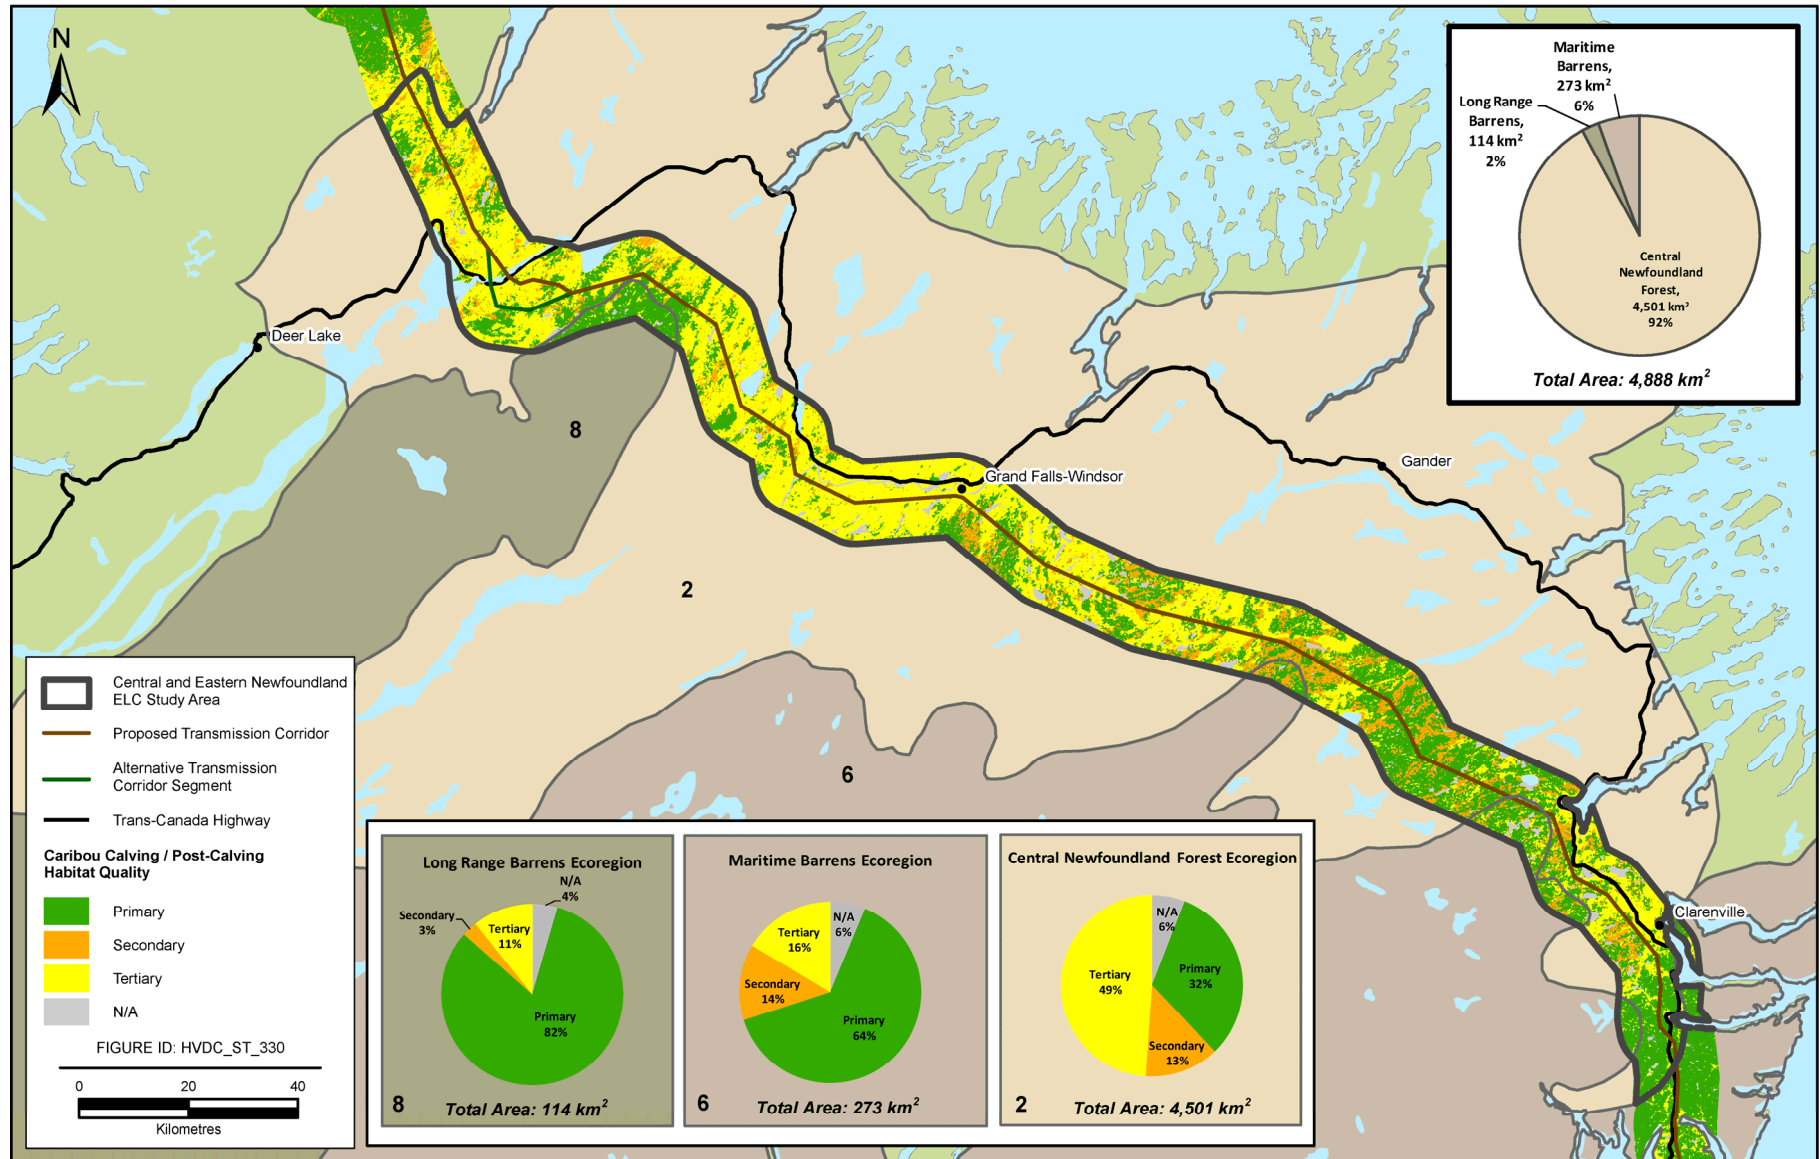 N
Maritime
Barrens,
273 km²
6%
Long Range
Barrens,
114 km²
2%
Central
Newfoundland
Forest,
4,501 km²
92%
Total Area: 4,888 km²
Deer Lake
8
Grand Falls-Windsor
Gander
2
6
Clarenville
Central and Eastern Newfoundland
ELC Study Area
Proposed Transmission Corridor
Alternative Transmission
Corridor Segment
Trans-Canada Highway
Caribou Calving / Post-Calving
Habitat Quality
Primary
Secondary
Tertiary
N/A
FIGURE ID: HVDC_ST_330
0 20 40
Kilometres
Long Range Barrens Ecoregion
N/A
4%
Secondary
3%
Tertiary
11%
Primary
82%
8 Total Area: 114 km²
Maritime Barrens Ecoregion
N/A
6%
Tertiary
16%
Secondary
14%
Primary
64%
6 Total Area: 273 km²
Central Newfoundland Forest Ecoregion
N/A
6%
Tertiary
49%
Primary
32%
Secondary
13%
2 Total Area: 4,501 km²